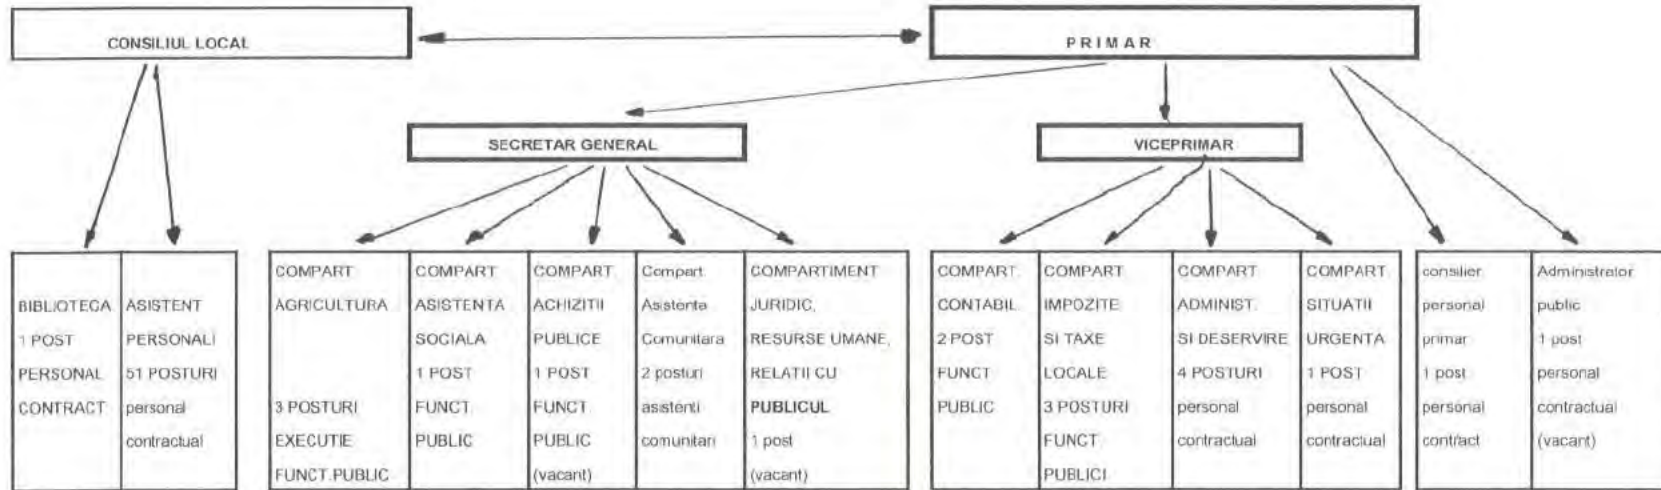 CONSILIUL LOCAL
PRIMAR
SECRETAR GENERAL
VICEPRIMAR
BIBLIOTECA
1 POST
PERSONAL
CONTRACT
ASISTENT
PERSONALI
51 POSTURI
personal
contractual
COMPART
AGRICULTURA
3 POSTURI
EXECUTIE
FUNCT.PUBLIC
COMPART.
ASISTENTA
SOCIALA
1 POST
FUNCT.
PUBLIC
COMPART.
ACHIZITII
PUBLICE
1 POST
FUNCT.
PUBLIC
(vacant)
Compart
Asistenta
Comunitara
2 posturi
asistenti
comunitari
COMPARTIMENT
JURIDIC,
RESURSE UMANE,
RELATII CU
PUBLICUL
1 post
(vacant)
COMPART.
CONTABIL
2 POST
FUNCT
PUBLIC
COMPART.
IMPOZITE
SI TAXE
LOCALE
3 POSTURI
FUNCT
PUBLICI
COMPART.
ADMINIST.
SI DESERVIRE
4 POSTURI
personal
contractual
COMPART.
SITUATII
URGENTA
1 POST
personal
contractual
consilier
personal
primar
1 post
personal
contract
Administrator
public
1 post
personal
contractual
(vacant)